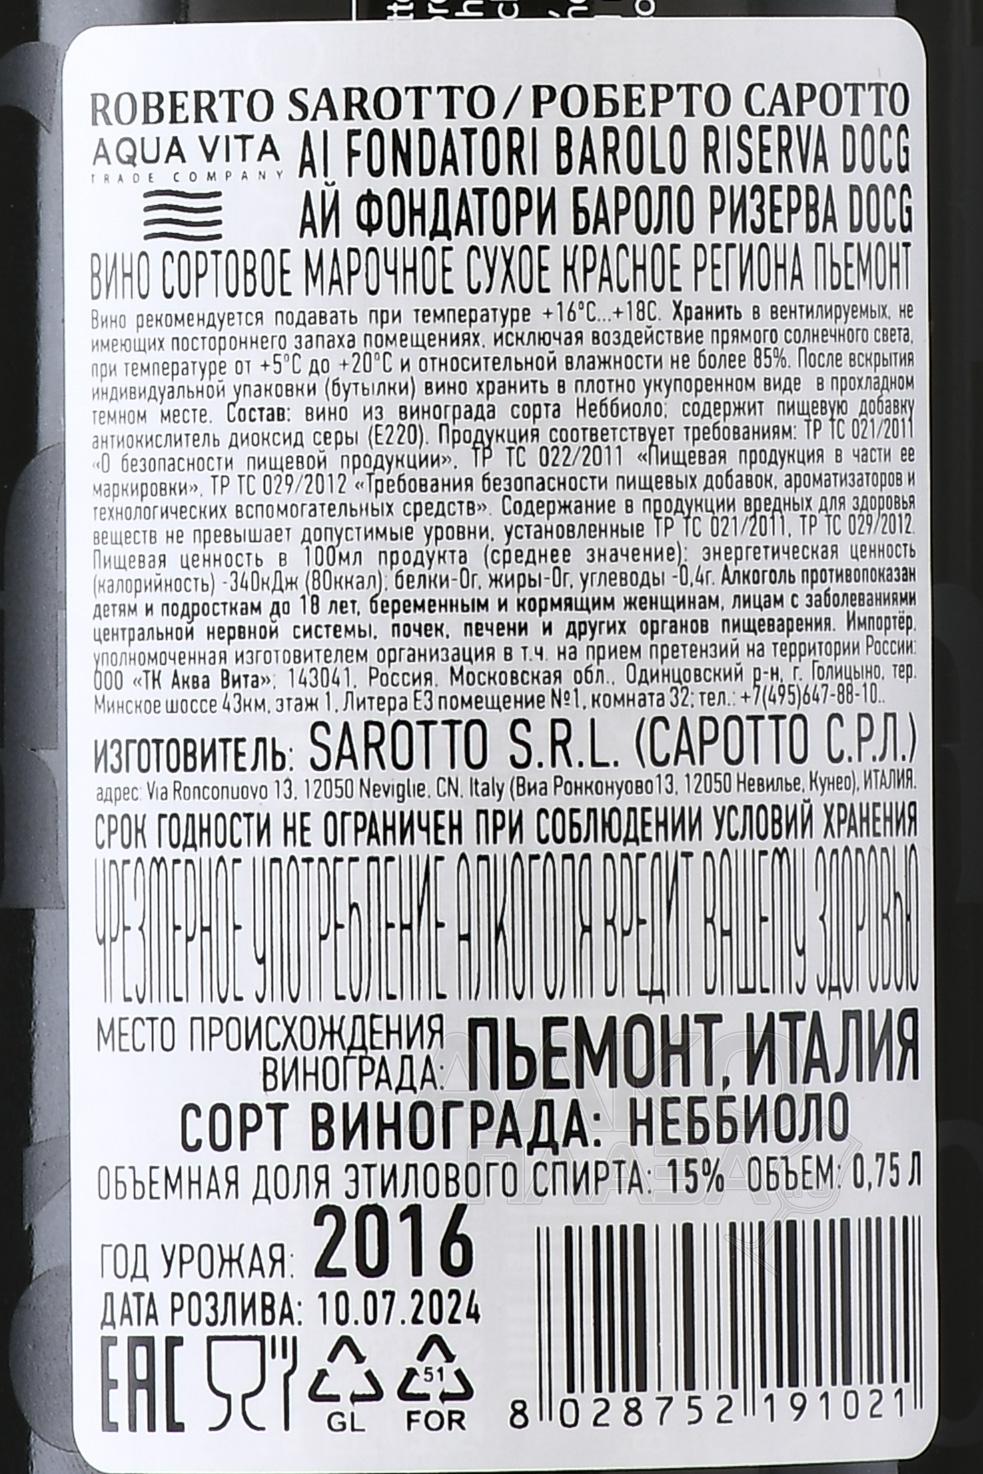 ROBERTO SAROTTO / РОБЕРТО САРОТТО
AQUA VITA
TRADE COMPANY
AI FONDATORI BAROLO RISERVA DOCG
АЙ ФОНДАТОРИ БАРОЛО РИЗЕРВА DOCG
ВИНО СОРТОВОЕ МАРОЧНОЕ СУХОЕ КРАСНОЕ РЕГИОНА ПЬЕМОНТ
Вино рекомендуется подавать при температуре +16°С...+18С. Хранить в вентилируемых, не
имеющих постороннего запаха помещениях, исключая воздействие прямого солнечного света,
при температуре от +5°С до +20°С и относительной влажности не более 85%. После вскрытия
индивидуальной упаковки (бутылки) вино хранить в плотно укупоренном виде в прохладном
темном месте. Состав: вино из винограда сорта Неббиоло; содержит пищевую добавку
антиокислитель диоксид серы (Е220). Продукция соответствует требованиям: ТР ТС 021/2011
«О безопасности пищевой продукции», ТР ТС 022/2011 «Пищевая продукция в части ее
маркировки», ТР ТС 029/2012 «Требования безопасности пищевых добавок, ароматизаторов и
технологических вспомогательных средств». Содержание в продукции вредных для здоровья
веществ не превышает допустимые уровни, установленные ТР ТС 021/2011, ТР ТС 029/2012.
Пищевая ценность в 100мл продукта (среднее значение): энергетическая ценность
(калорийность) -340кДж (80ккал); белки-0г, жиры-0г, углеводы -0,4г. Алкоголь противопоказан
детям и подросткам до 18 лет, беременным и кормящим женщинам, лицам с заболеваниями
центральной нервной системы, почек, печени и других органов пищеварения. Импортёр,
уполномоченная изготовителем организация в т.ч. на прием претензий на территории России:
ООО «ТК Аква Вита»; 143041, Россия, Московская обл., Одинцовский р-н, г. Голицыно, тер.
Минское шоссе 43км, этаж 1, Литера Е3 помещение №1, комната 32; тел.: +7(495)647-88-10..
ИЗГОТОВИТЕЛЬ: SAROTTO S.R.L. (САРОТТО С.Р.Л.)
адрес: Via Ronconuovo 13, 12050 Neviglie, CN, Italy (Виа Ронконуово13, 12050 Невилье, Кунео), ИТАЛИЯ.
СРОК ГОДНОСТИ НЕ ОГРАНИЧЕН ПРИ СОБЛЮДЕНИИ УСЛОВИЙ ХРАНЕНИЯ
ЧРЕЗМЕРНОЕ УПОТРЕБЛЕНИЕ АЛКОГОЛЯ ВРЕДИТ ВАШЕМУ ЗДОРОВЬЮ
МЕСТО ПРОИСХОЖДЕНИЯ
ВИНОГРАДА: ПЬЕМОНТ, ИТАЛИЯ
СОРТ ВИНОГРАДА: НЕББИОЛО
ОБЪЕМНАЯ ДОЛЯ ЭТИЛОВОГО СПИРТА: 15% ОБЪЕМ: 0,75 Л
ГОД УРОЖАЯ: 2016
ДАТА РОЗЛИВА: 10.07.2024
EAC
GL
51
FOR
8 028752 191021